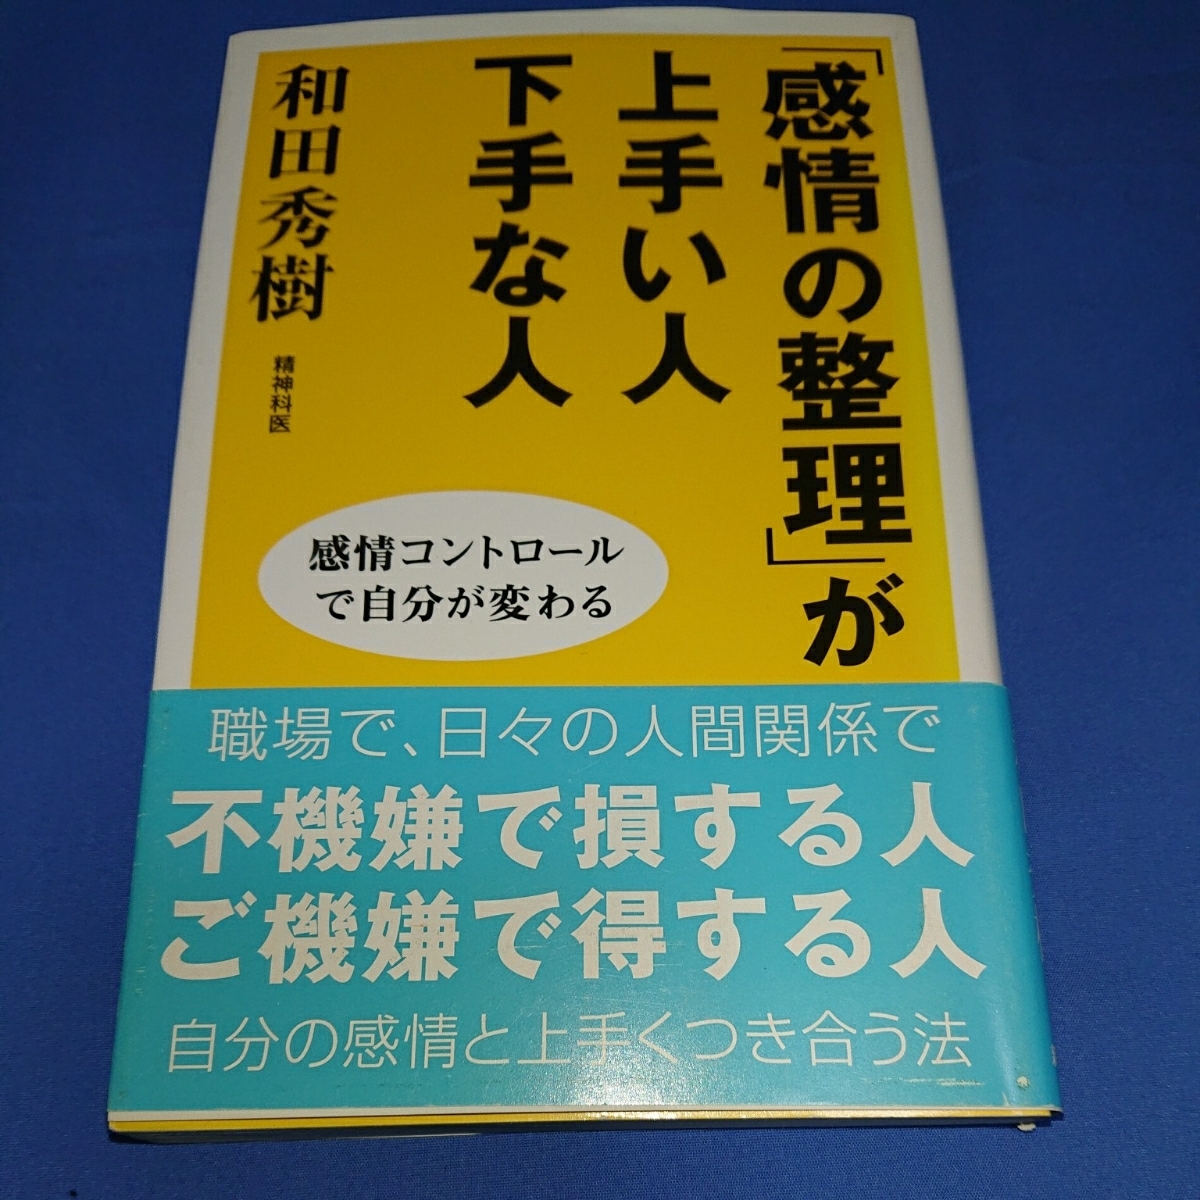 「感情の整理」が
上手い人
下手な人
和田秀樹
精神科医
感情コントロール
で自分が変わる
職場で、日々の人間関係で
不機嫌で損する人
ご機嫌で得する人
自分の感情と上手くつき合う法